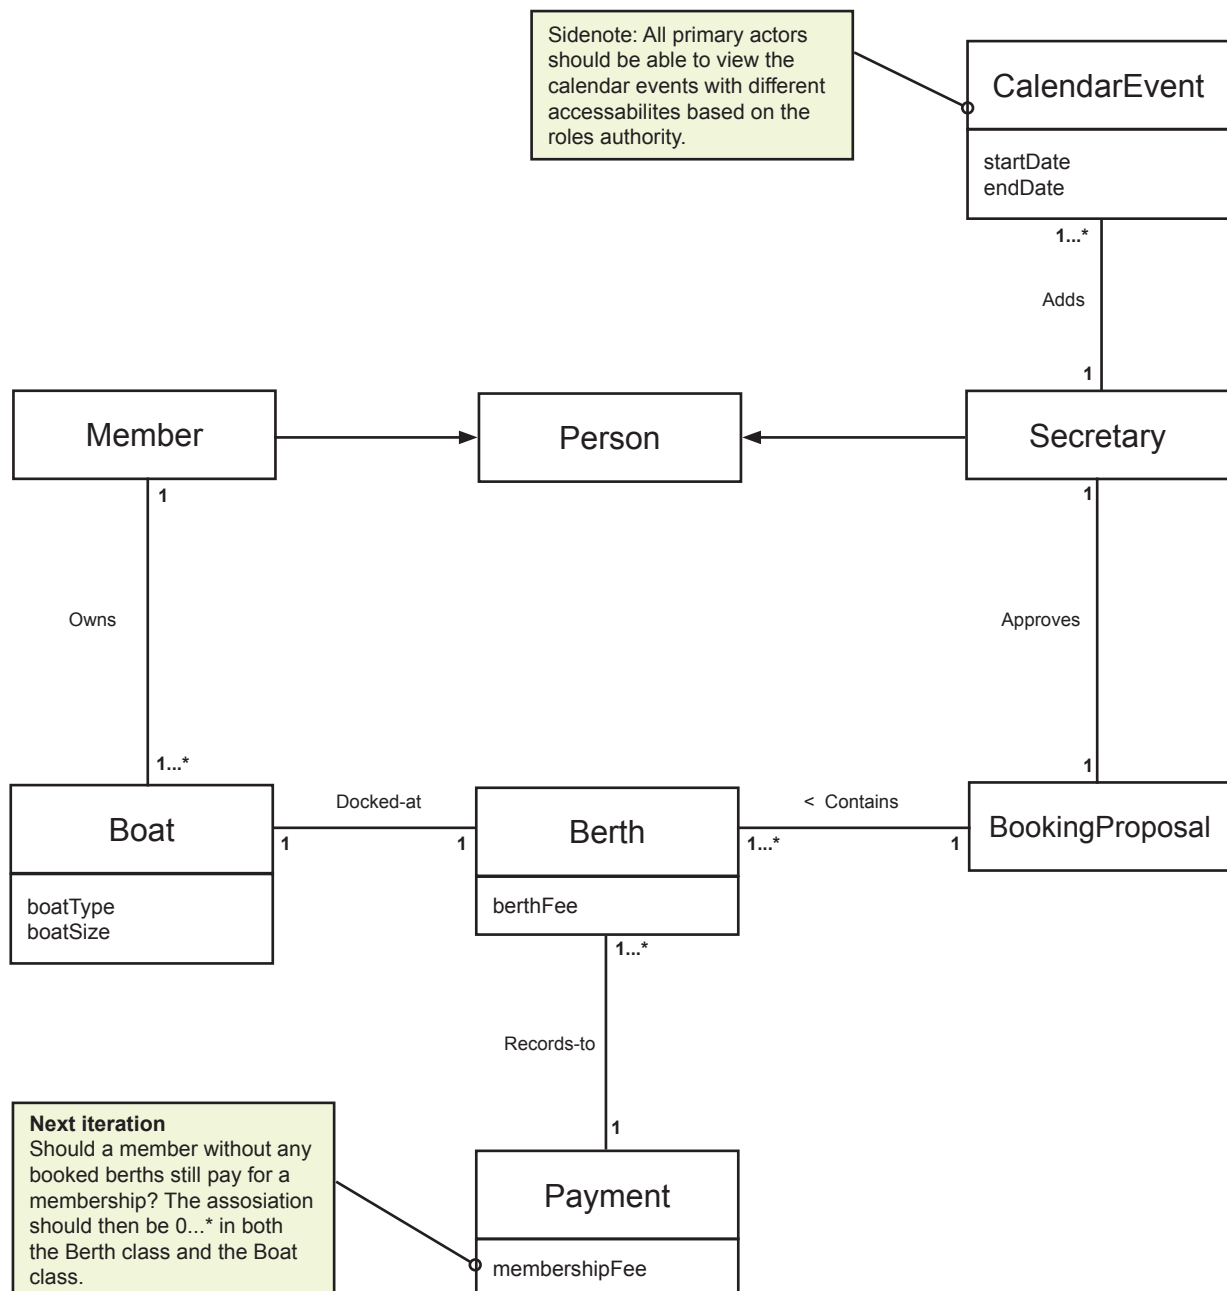 Sidenote: All primary actors
should be able to view the
calendar events with different
accessabilites based on the
roles authority.
CalendarEvent
startDate
endDate
1...*
Adds
1
Member
Person
Secretary
1
1
Owns
Approves
1...*
1
Boat
Docked-at
Berth
< Contains
BookingProposal
1
1
1...*
1
boatType
boatSize
berthFee
1...*
Records-to
1
Next iteration
Should a member without any
booked berths still pay for a
membership? The assosiation
should then be 0...* in both
the Berth class and the Boat
class.
Payment
membershipFee